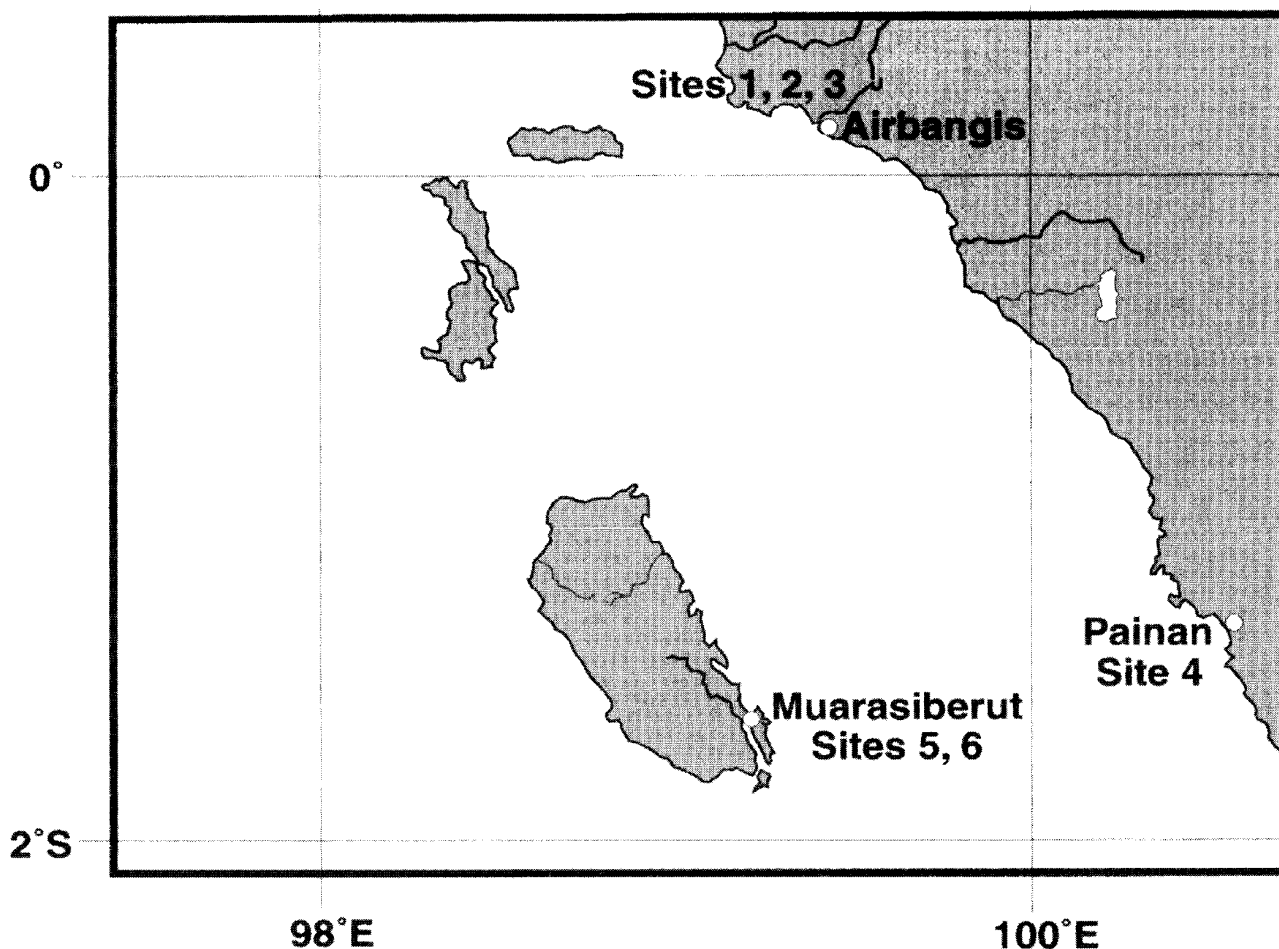 Sites 1, 2, 3
Airbangis
0°
Painan
Site 4
Muarasiberut
Sites 5, 6
2°S
98°E
100°E